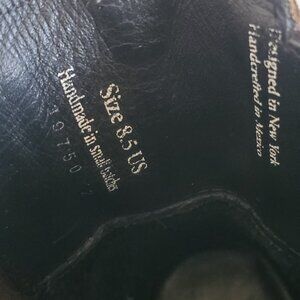 Designed in New York
Handcrafted in Mexico
Size 8.5 US
Handmade in small batches